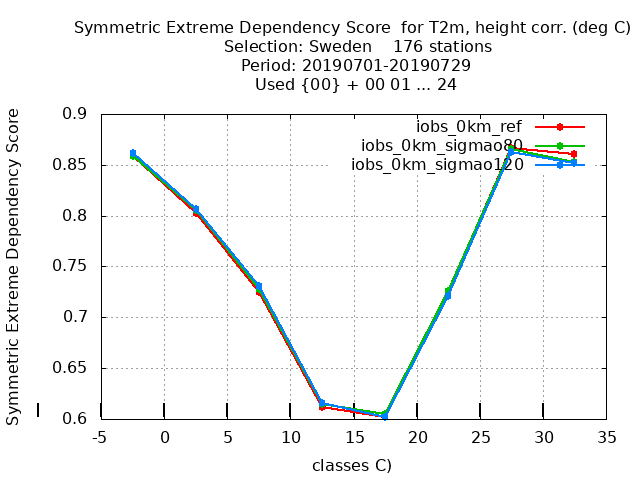 Symmetric Extreme Dependency Score  for T2m, height corr. (deg C)
Selection: Sweden    176 stations
Period: 20190701-20190729
Used {00} + 00 01 ... 24
Symmetric Extreme Dependency Score
0.9
0.85
0.8
0.75
0.7
0.65
0.6
iobs_0km_ref
iobs_0km_sigmao80
iobs_0km_sigmao120
-5 0 5 10 15 20 25 30 35
classes C)